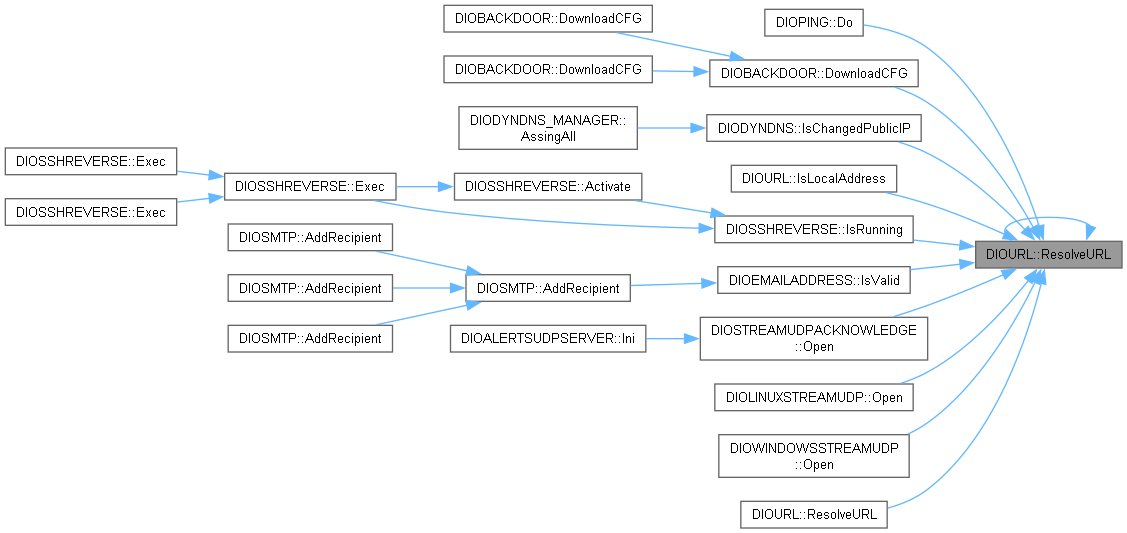 DIOBACKDOOR::DownloadCFG
DIOPING::Do
DIOBACKDOOR::DownloadCFG
DIOBACKDOOR::DownloadCFG
DIODYNDNS_MANAGER::
AssingAll
DIODYNDNS::IsChangedPublicIP
DIOSSHREVERSE::Exec
DIOURL::IsLocalAddress
DIOSSHREVERSE::Exec
DIOSSHREVERSE::Activate
DIOSSHREVERSE::Exec
DIOSSHREVERSE::IsRunning
DIOSMTP::AddRecipient
DIOURL::ResolveURL
DIOSMTP::AddRecipient
DIOSMTP::AddRecipient
DIOEMAILADDRESS::IsValid
DIOSMTP::AddRecipient
DIOALERTSUDPSERVER::Ini
DIOSTREAMUDPACKNOWLEDGE
::Open
DIOLINUXSTREAMUDP::Open
DIOWINDOWSSTREAMUDP
::Open
DIOURL::ResolveURL